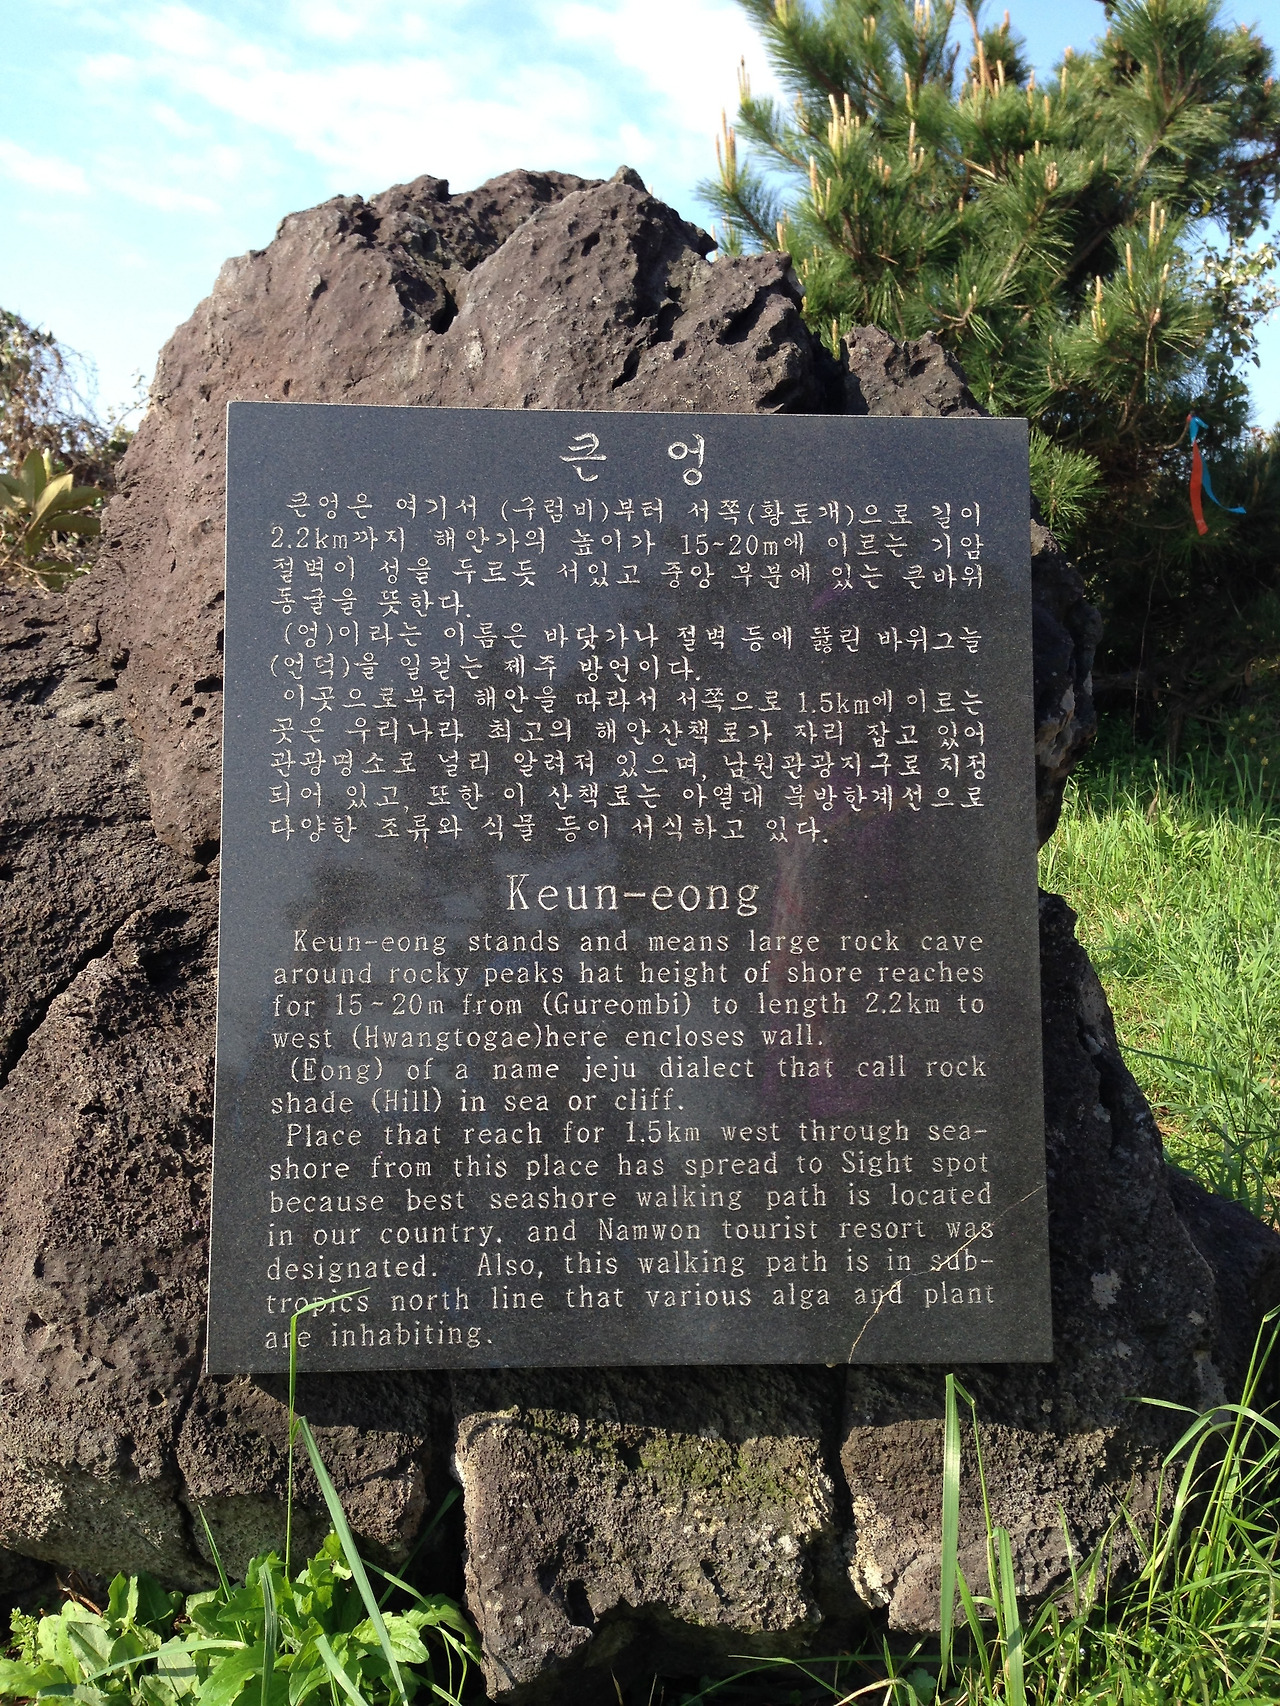 큰 엉
큰엉은 여기서 (구럼비)부터 서쪽(황토개)으로 길이
2.2km까지 해안가의 높이가 15~20m에 이르는 기암
절벽이 성을 두르듯 서있고 중앙 부분에 있는 큰바위
동굴을 뜻한다.
(엉)이라는 이름은 바닷가나 절벽 등에 뚫린 바위그늘
(언덕)을 일컫는 제주 방언이다.
이곳으로부터 해안을 따라서 서쪽으로 1.5km에 이르는
곳은 우리나라 최고의 해안산책로가 자리 잡고 있어
관광명소로 널리 알려져 있으며, 남원관광지구로 지정
되어 있고, 또한 이 산책로는 아열대 북방한계선으로
다양한 조류와 식물 등이 서식하고 있다.
Keun-eong
Keun-eong stands and means large rock cave
around rocky peaks hat height of shore reaches
for 15~20m from (Gureombi) to length 2.2km to
west (Hwangtogae)here encloses wall.
(Eong) of a name jeju dialect that call rock
shade (Hill) in sea or cliff.
Place that reach for 1.5km west through sea-
shore from this place has spread to Sight spot
because best seashore walking path is located
in our country. and Namwon tourist resort was
designated. Also, this walking path is in sub-
tropics north line that various alga and plant
are inhabiting.